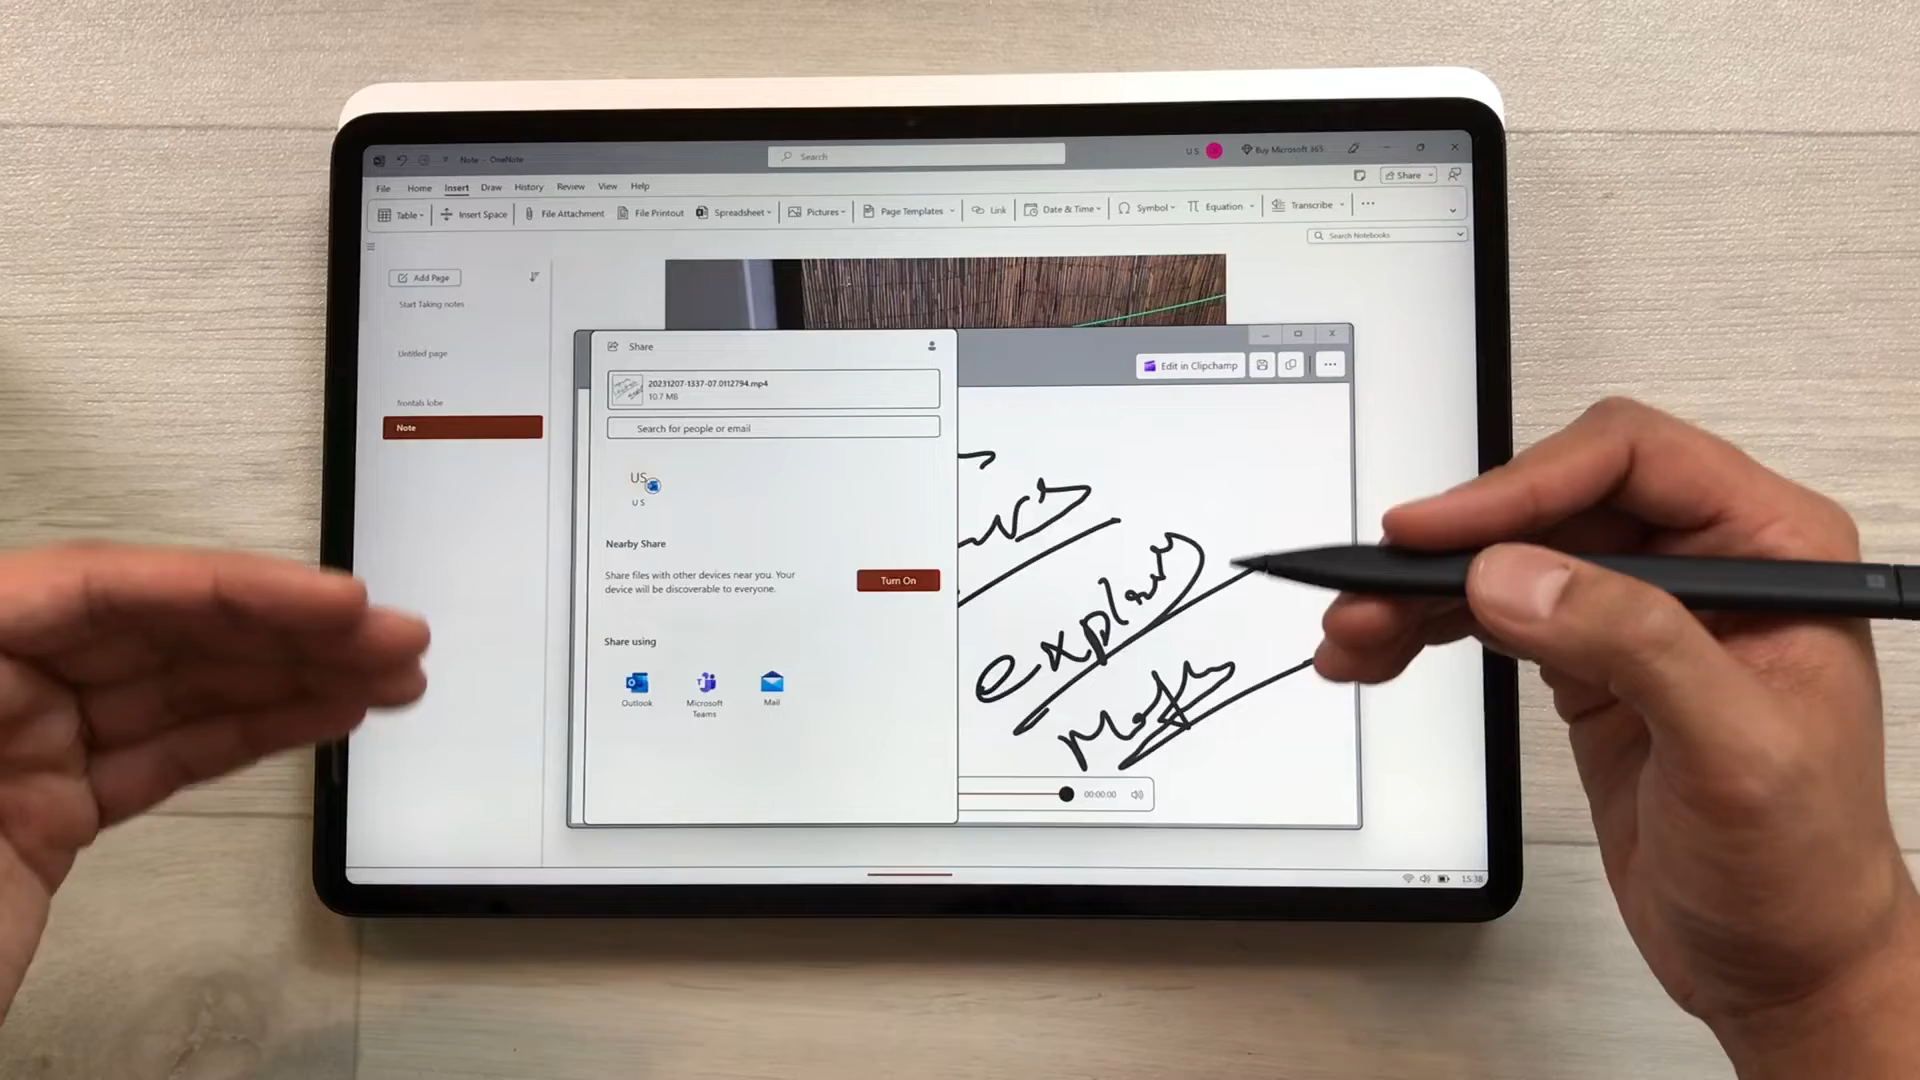 Note - OneNote
Search
U S
Buy Microsoft 365
File Home Insert Draw History Review View Help
Share
Table Insert Space File Attachment File Printout Spreadsheet Pictures Page Templates Link Date & Time Symbol Equation Transcribe
Search Notebooks
Add Page
Start Taking notes
Untitled page
frontals lobe
Note
Share
20231207-1337-07.0112794.mp4
10.7 MB
Search for people or email
US
U S
Nearby Share
Share files with other devices near you. Your
device will be discoverable to everyone.
Turn On
Share using
Outlook
Microsoft
Teams
Mail
Edit in Clipchamp
Math
00:00:00
15:38